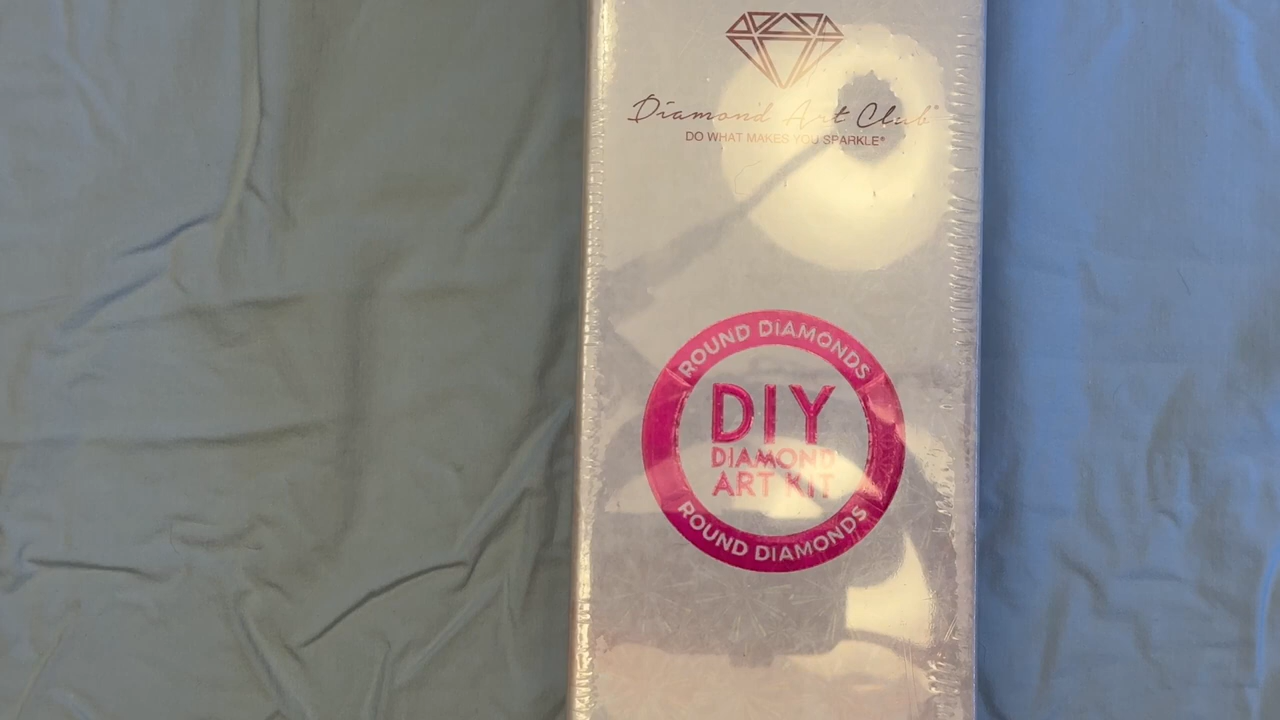 Diamond Art Club®
DO WHAT MAKES YOU SPARKLE®
ROUND DIAMONDS
DIY
DIAMOND
ART KIT
ROUND DIAMONDS